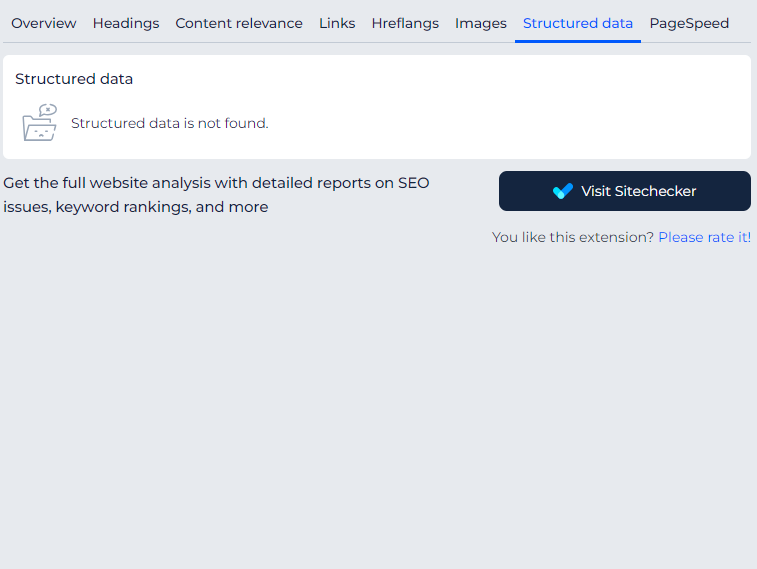 Overview Headings Content relevance Links Hreflangs Images Structured data PageSpeed
Structured data
Structured data is not found.
Get the full website analysis with detailed reports on SEO
issues, keyword rankings, and more
Visit Sitechecker
You like this extension? Please rate it!